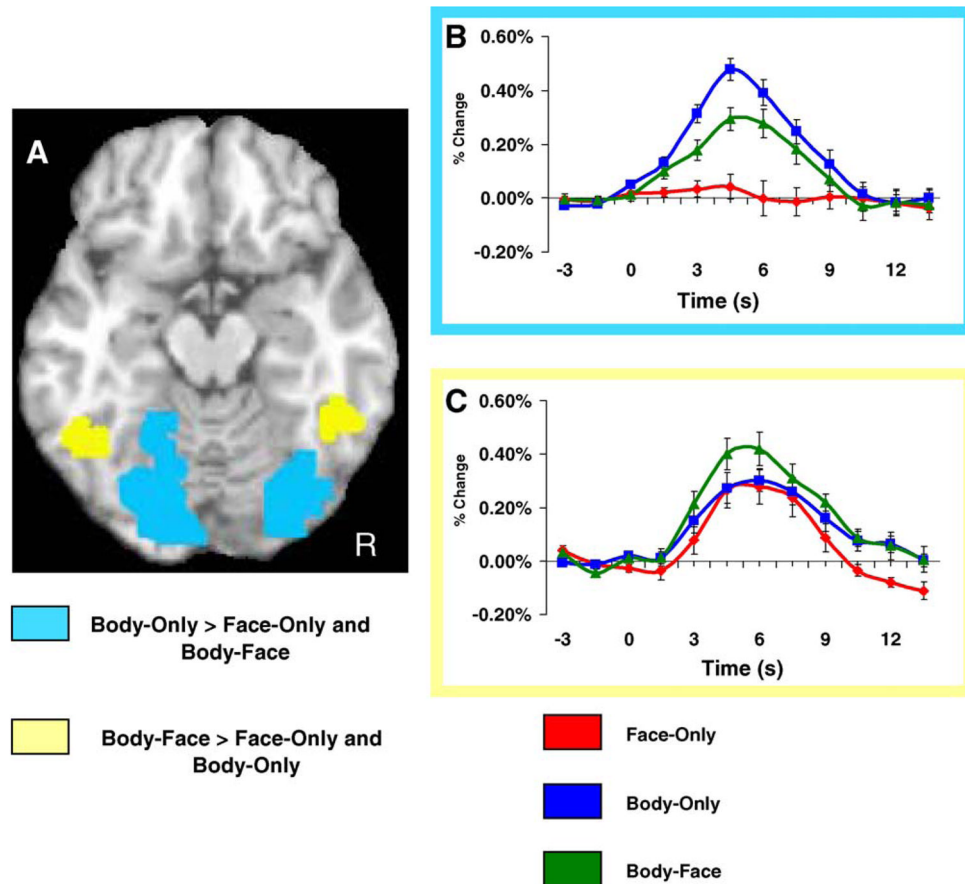 A
R
Body-Only > Face-Only and
Body-Face
Body-Face > Face-Only and
Body-Only
B
0.60%
0.40%
0.20%
0.00%
-0.20%
% Change
-3 0 3 6 9 12
Time (s)
C
0.60%
0.40%
0.20%
0.00%
-0.20%
% Change
-3 0 3 6 9 12
Time (s)
Face-Only
Body-Only
Body-Face